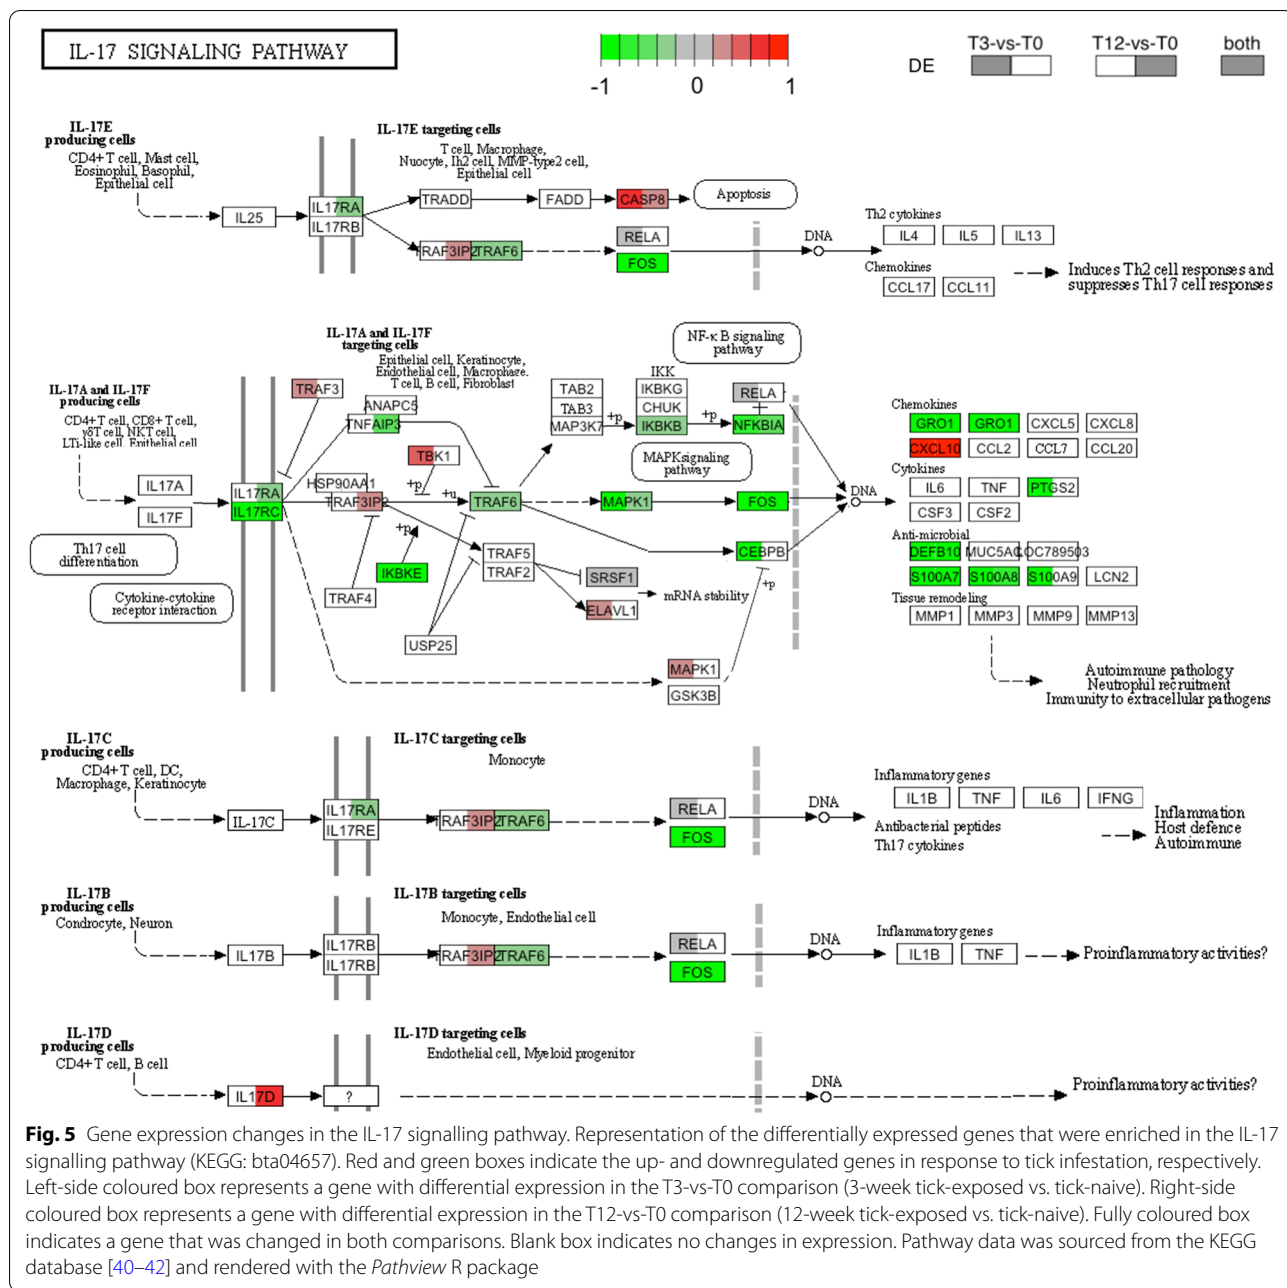 IL-17 SIGNALING PATHWAY
-1 0 1
DE
T3-vs-T0
T12-vs-T0
both
IL-17E
producing cells
CD4+ T cell, Mast cell,
Eosinophil, Basophil,
Epithelial cell
IL-17E targeting cells
T cell, Macrophage,
Nuocyte, Ih2 cell, MMP-type2 cell,
Epithelial cell
IL25
IL17RA
IL17RB
TRADD
FADD
CASP8
Apoptosis
TRAF3IP2
TRAF6
RELA
FOS
DNA
Th2 cytokines
IL4
IL5
IL13
Chemokines
CCL17
CCL11
Induces Th2 cell responses and
suppresses Th17 cell responses
IL-17A and IL-17F
producing cells
CD4+ T cell, CD8+ T cell,
γδT cell, NKT cell,
LTi-like cell, Epithelial cell
IL-17A and IL-17F
targeting cells
Epithelial cell, Keratinocyte,
Endothelial cell, Macrophage.
T cell, B cell, Fibroblast
NF-κB signaling
pathway
IL17A
IL17F
Th17 cell
differentiation
Cytokine-cytokine
receptor interaction
IL17RA
IL17RC
TRAF3
ANAPC5
TNFAIP3
TBK1
HSP90AA1
TRAF3IP2
+p
+u
+p
IKBKE
TRAF4
USP25
TRAF6
TRAF5
TRAF2
TAB2
TAB3
MAP3K7
+p
IKK
IKBKG
CHUK
IKBKB
+p
RELA
NFKBIA
MAPKsignaling
pathway
MAPK1
FOS
CEBPB
+p
SRSF1
ELAVL1
mRNA stability
MAPK1
GSK3B
DNA
Chemokines
GRO1
GRO1
CXCL5
CXCL8
CXCL10
CCL2
CCL7
CCL20
Cytokines
IL6
TNF
PTGS2
CSF3
CSF2
Anti-microbial
DEFB10
MUC5AC
LOC789503
S100A7
S100A8
S100A9
LCN2
Tissue remodeling
MMP1
MMP3
MMP9
MMP13
Autoimmune pathology
Neutrophil recruitment
Immunity to extracellular pathogens
IL-17C
producing cells
CD4+ T cell, DC,
Macrophage, Keratinocyte
IL-17C targeting cells
Monocyte
IL-17C
IL17RA
IL17RE
TRAF3IP2
TRAF6
RELA
FOS
DNA
Inflammatory genes
IL1B
TNF
IL6
IFNG
Antibacterial peptides
Th17 cytokines
Inflammation
Host defence
Autoimmune
IL-17B
producing cells
Condrocyte, Neuron
IL-17B targeting cells
Monocyte, Endothelial cell
IL17B
IL17RB
IL17RB
TRAF3IP2
TRAF6
RELA
FOS
DNA
Inflammatory genes
IL1B
TNF
Proinflammatory activities?
IL-17D
producing cells
CD4+ T cell, B cell
IL-17D targeting cells
Endothelial cell, Myeloid progenitor
IL17D
?
DNA
Proinflammatory activities?
Fig. 5 Gene expression changes in the IL-17 signalling pathway. Representation of the differentially expressed genes that were enriched in the IL-17
signalling pathway (KEGG: bta04657). Red and green boxes indicate the up- and downregulated genes in response to tick infestation, respectively.
Left-side coloured box represents a gene with differential expression in the T3-vs-T0 comparison (3-week tick-exposed vs. tick-naive). Right-side
coloured box represents a gene with differential expression in the T12-vs-T0 comparison (12-week tick-exposed vs. tick-naive). Fully coloured box
indicates a gene that was changed in both comparisons. Blank box indicates no changes in expression. Pathway data was sourced from the KEGG
database [40–42] and rendered with the Pathview R package